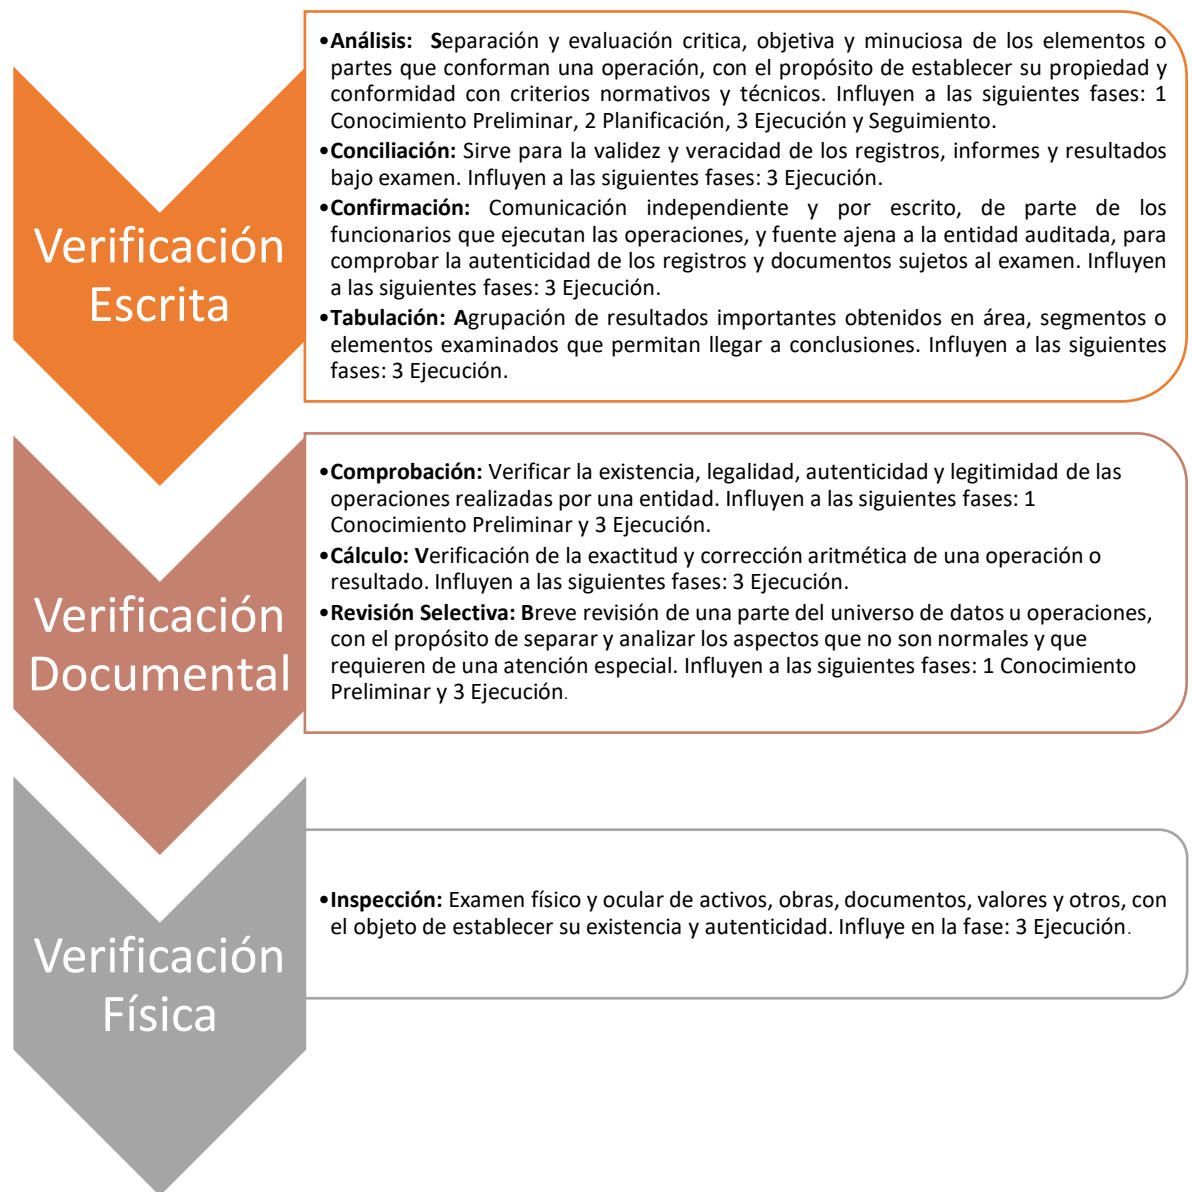 Verificación
Escrita
•Análisis: Separación y evaluación critica, objetiva y minuciosa de los elementos o
partes que conforman una operación, con el propósito de establecer su propiedad y
conformidad con criterios normativos y técnicos. Influyen a las siguientes fases: 1
Conocimiento Preliminar, 2 Planificación, 3 Ejecución y Seguimiento.
•Conciliación: Sirve para la validez y veracidad de los registros, informes y resultados
bajo examen. Influyen a las siguientes fases: 3 Ejecución.
•Confirmación: Comunicación independiente y por escrito, de parte de los
funcionarios que ejecutan las operaciones, y fuente ajena a la entidad auditada, para
comprobar la autenticidad de los registros y documentos sujetos al examen. Influyen
a las siguientes fases: 3 Ejecución.
•Tabulación: Agrupación de resultados importantes obtenidos en área, segmentos o
elementos examinados que permitan llegar a conclusiones. Influyen a las siguientes
fases: 3 Ejecución.
Verificación
Documental
•Comprobación: Verificar la existencia, legalidad, autenticidad y legitimidad de las
operaciones realizadas por una entidad. Influyen a las siguientes fases: 1
Conocimiento Preliminar y 3 Ejecución.
•Cálculo: Verificación de la exactitud y corrección aritmética de una operación o
resultado. Influyen a las siguientes fases: 3 Ejecución.
•Revisión Selectiva: Breve revisión de una parte del universo de datos u operaciones,
con el propósito de separar y analizar los aspectos que no son normales y que
requieren de una atención especial. Influyen a las siguientes fases: 1 Conocimiento
Preliminar y 3 Ejecución.
Verificación
Física
•Inspección: Examen físico y ocular de activos, obras, documentos, valores y otros, con
el objeto de establecer su existencia y autenticidad. Influye en la fase: 3 Ejecución.